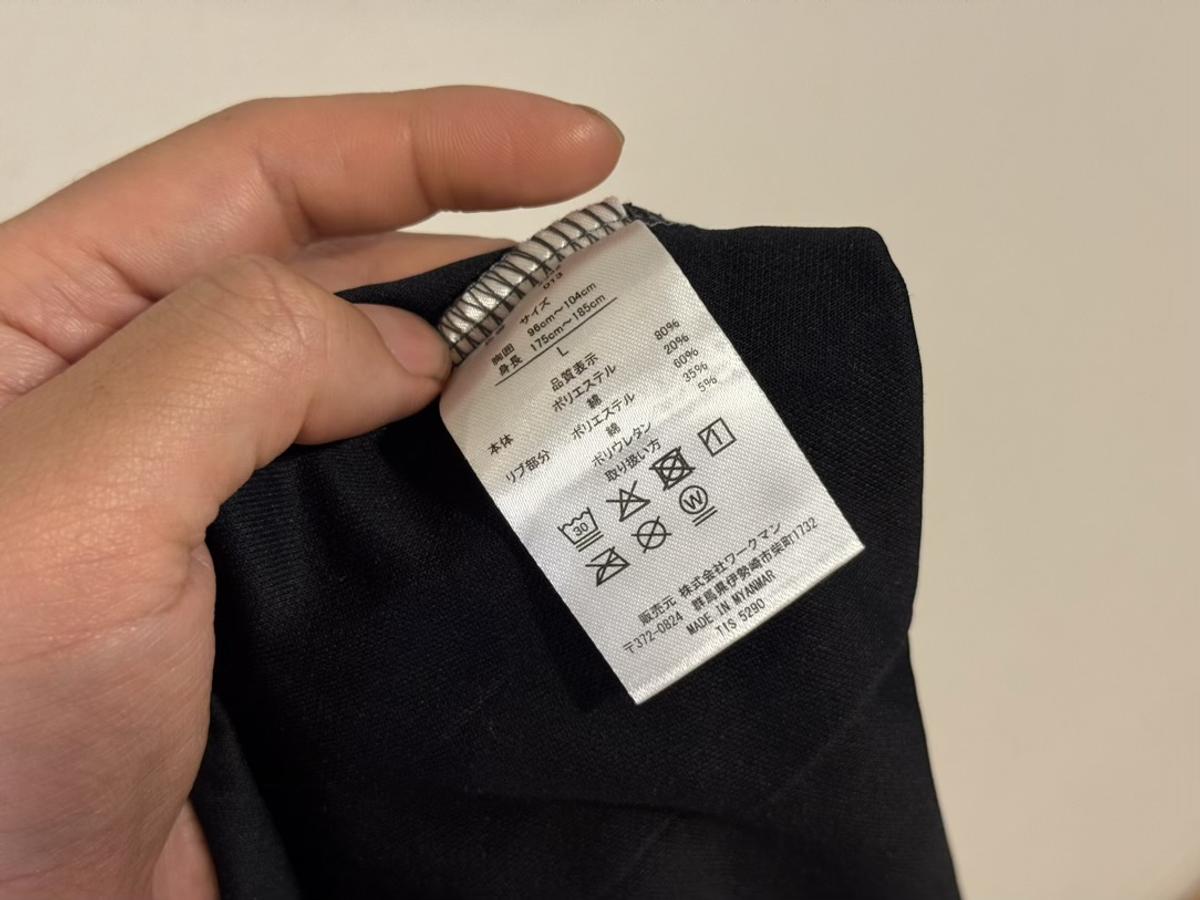 サイズ
胸囲 96cm～104cm
身長 175cm～185cm
L
品質表示
本体 ポリエステル 80%
綿 20%
リブ部分 ポリエステル 60%
綿 35%
ポリウレタン 5%
取り扱い方
30
W
販売元 株式会社ワークマン
〒372-0824 群馬県伊勢崎市柴町1732
MADE IN MYANMAR
TIS 5290